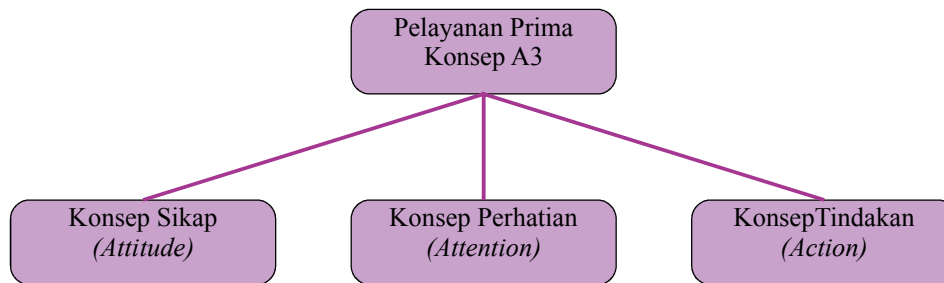 Pelayanan Prima
Konsep A3
Konsep Sikap
(Attitude)
Konsep Perhatian
(Attention)
KonsepTindakan
(Action)